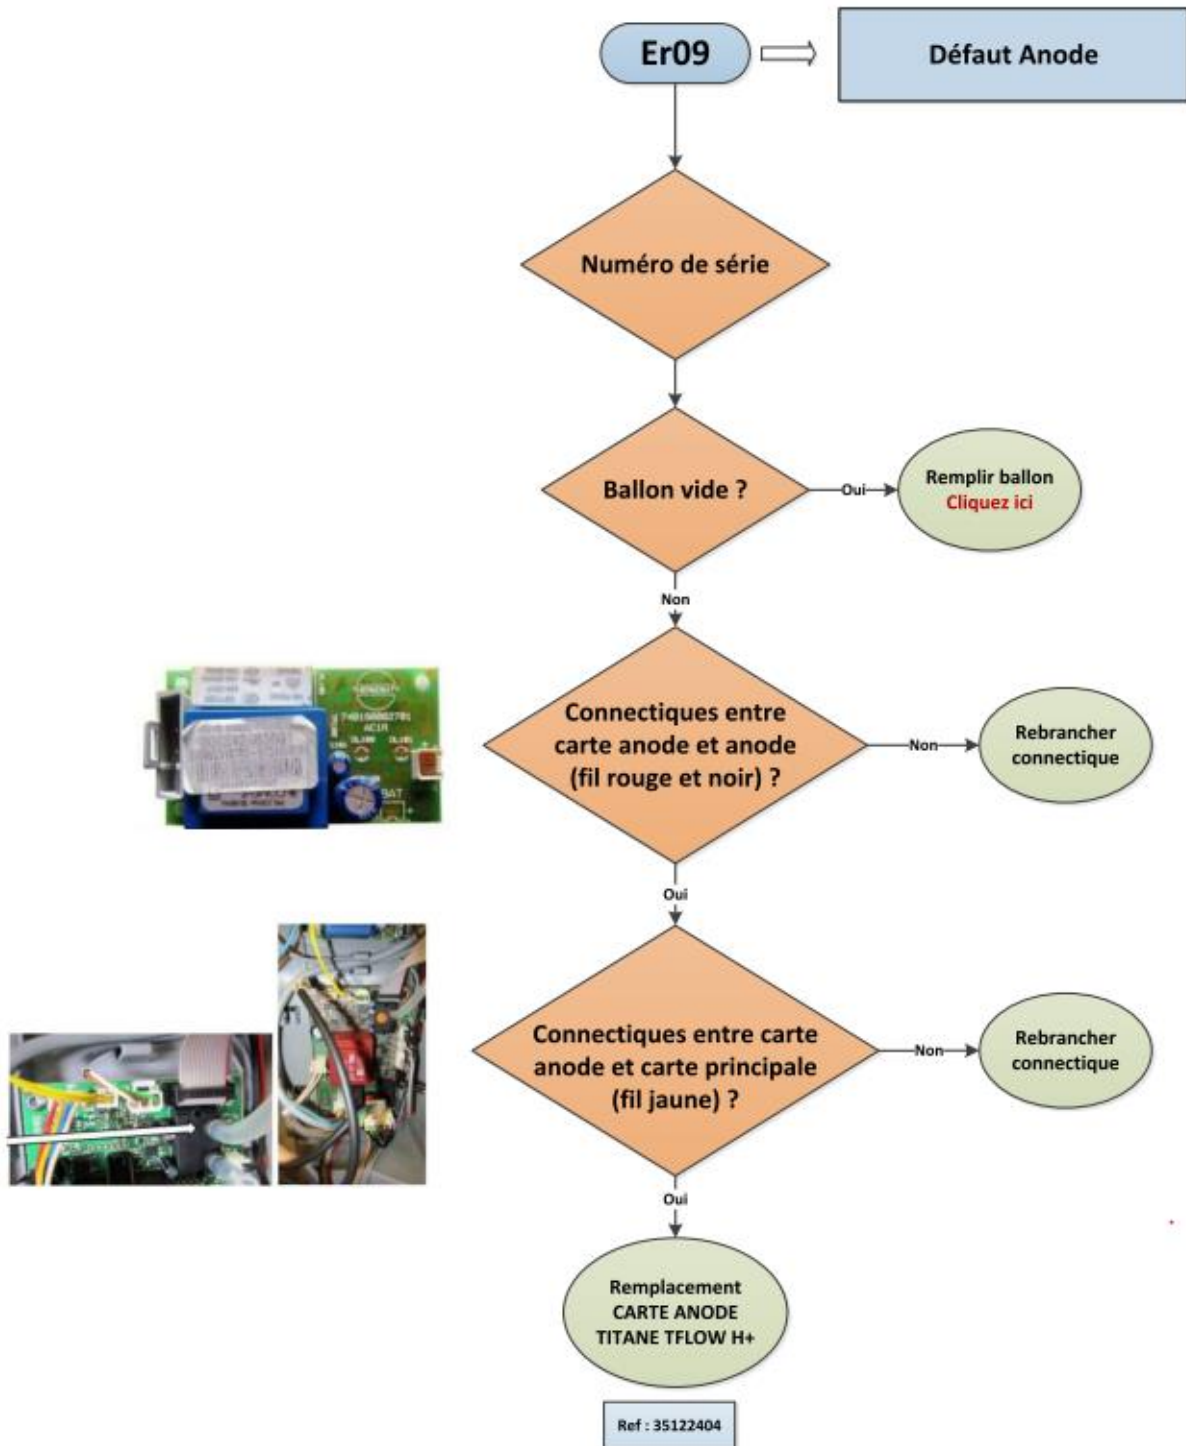 Er09
Défaut Anode
Numéro de série
Ballon vide ?
Oui
Remplir ballon
Cliquez ici
Non
Connectiques entre
carte anode et anode
(fil rouge et noir) ?
Non
Rebrancher
connectique
Oui
Connectiques entre carte
anode et carte principale
(fil jaune) ?
Non
Rebrancher
connectique
Oui
Remplacement
CARTE ANODE
TITANE TFLOW H+
Ref : 35122404
BAT